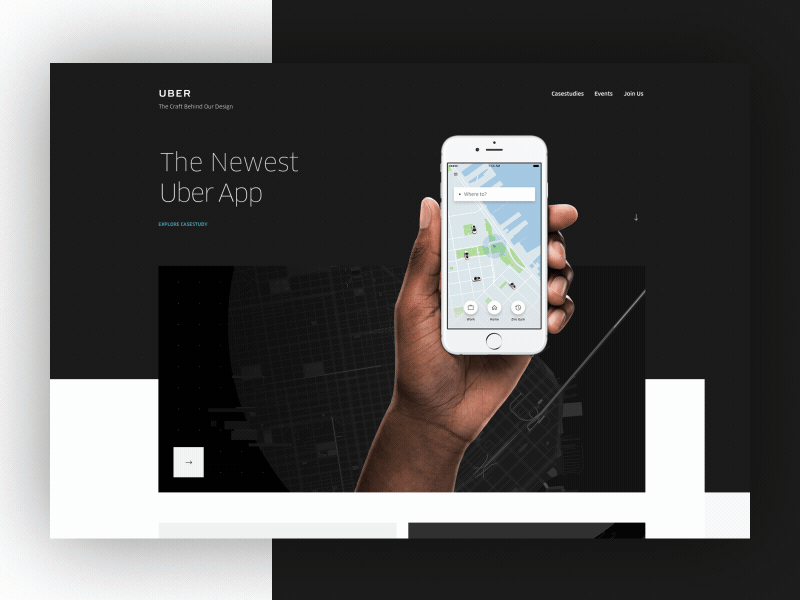 UBER
The Craft Behind Our Design
Casestudies Events Join Us
The Newest
Uber App
EXPLORE CASESTUDY
Where to?
Work Home